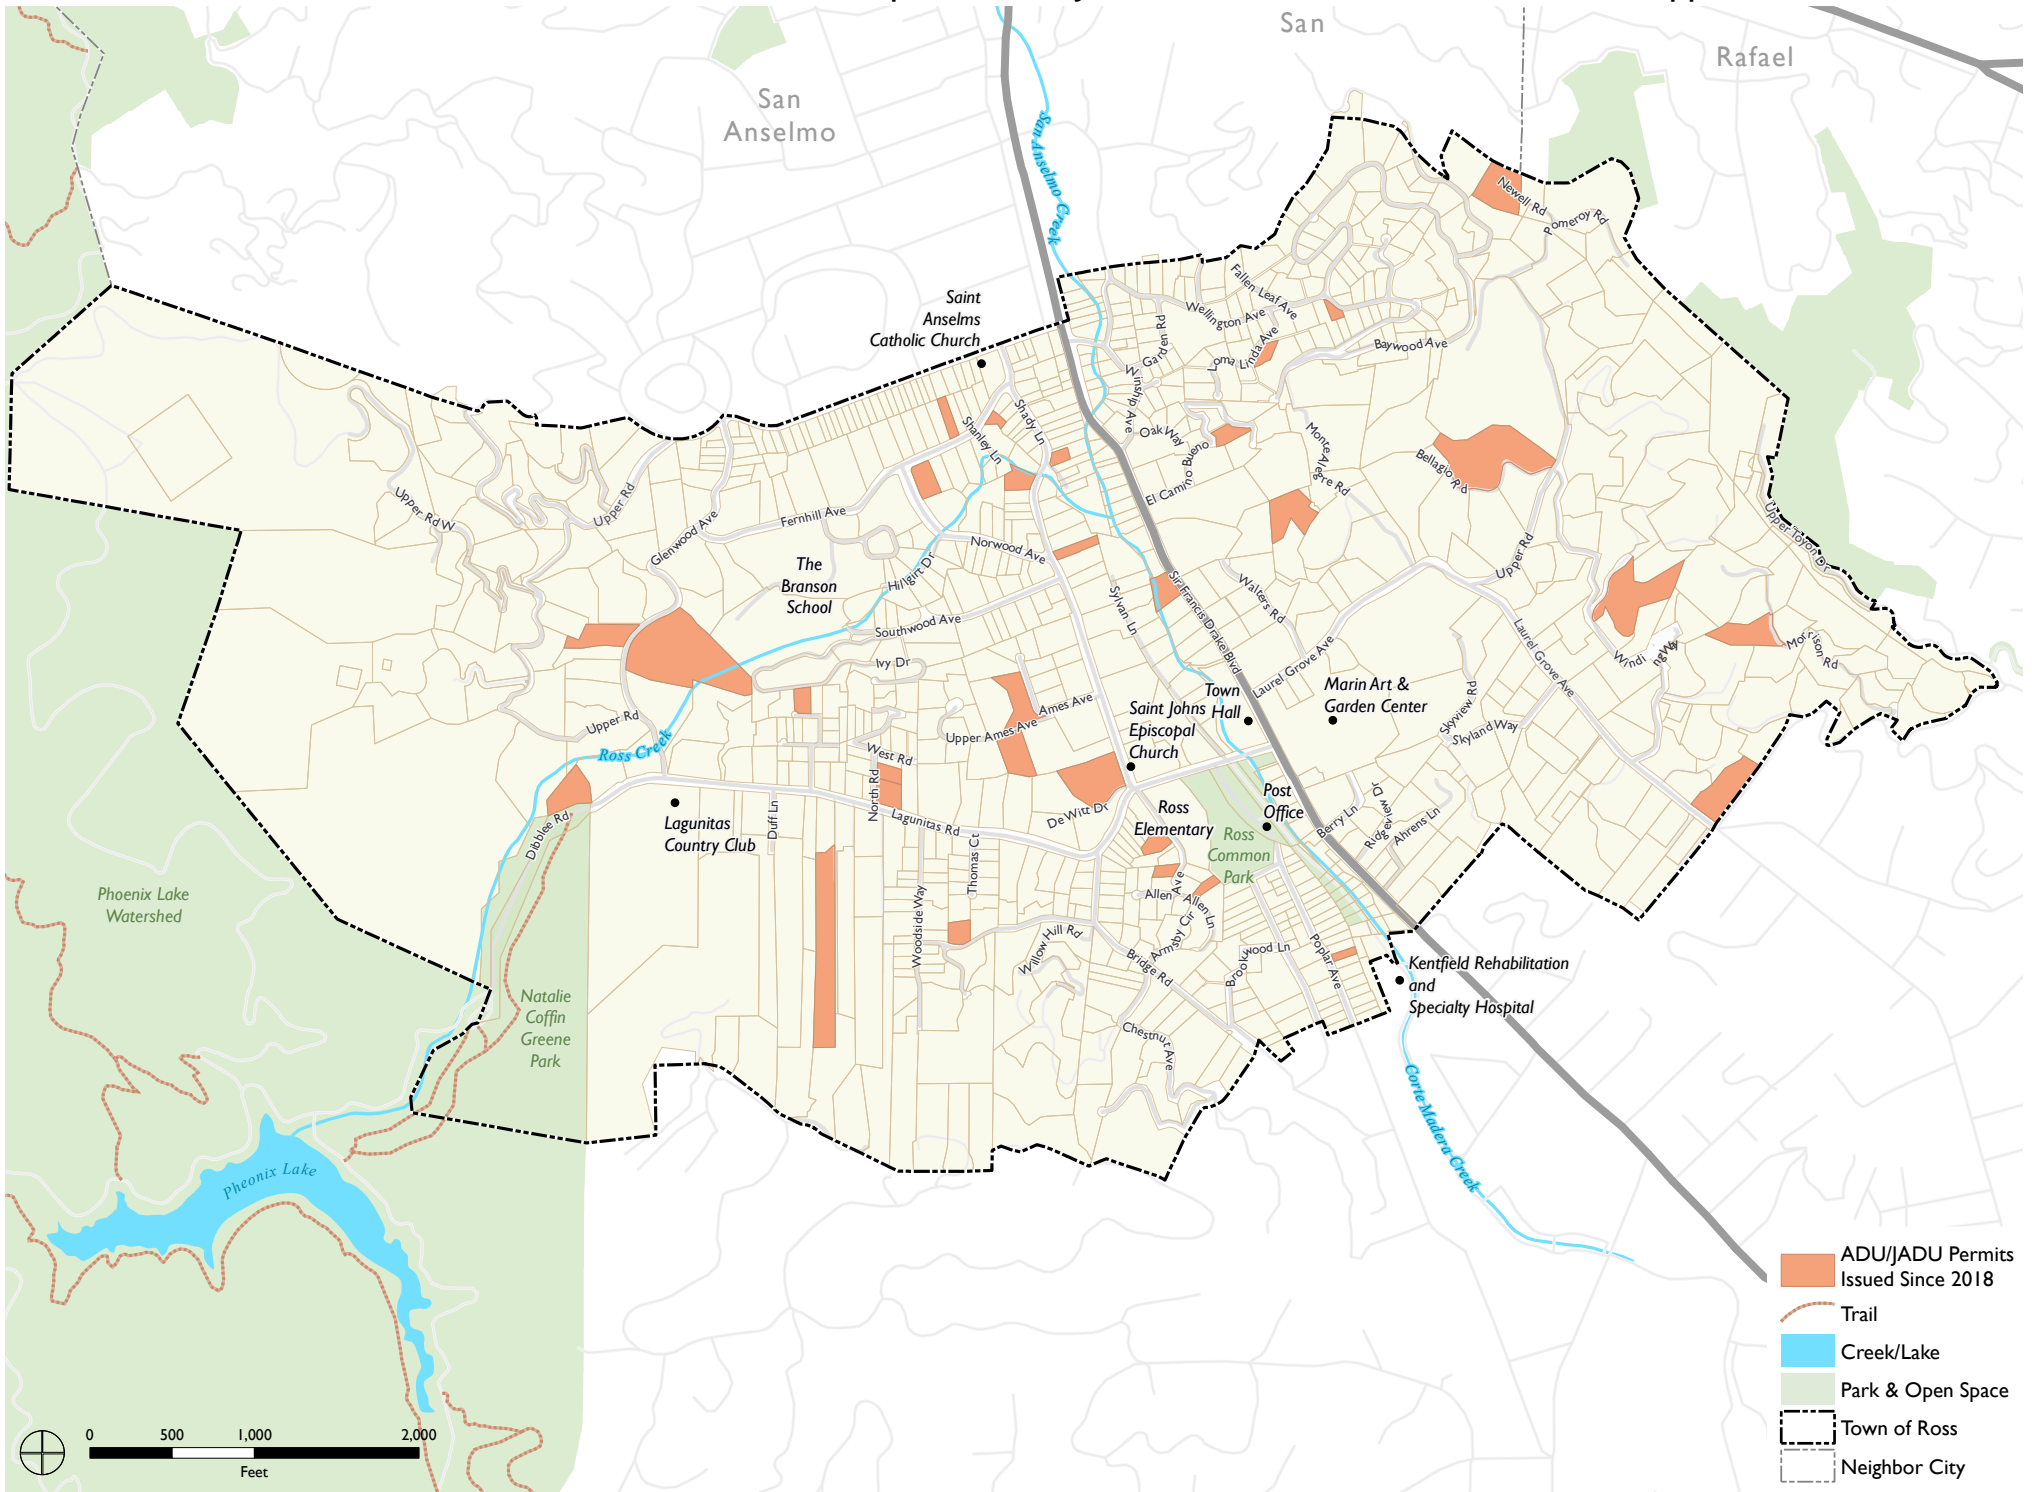 San
Rafael
San
Anselmo
San Anselmo Creek
Newell Rd
Pomeroy Rd
Fallen Leaf Ave
Wellington Ave
Garden Rd
Loma Linda Ave
Baywood Ave
Winship Ave
Saint
Anselms
Catholic Church
Shady Ln
Shanley Ln
Oak Way
El Camino Bueno
Monte Alegre Rd
Bellagio Rd
Upper Rd W
Upper Rd
Glenwood Ave
Fernhill Ave
Norwood Ave
Hillgirt Dr
The
Branson
School
Southwood Ave
Ivy Dr
Sylvan Ln
Sir Francis Drake Blvd
Walters Rd
Laurel Grove Ave
Upper Rd
Laurel Grove Ave
Upper Toyon Dr
Winding Way
Morrison Rd
Skyview Rd
Skyland Way
Marin Art &
Garden Center
Town
Hall
Saint Johns
Episcopal
Church
Ames Ave
Upper Ames Ave
Upper Rd
Ross Creek
West Rd
North Rd
Duff Ln
Lagunitas Rd
De Witt Dr
Lagunitas
Country Club
Dibblee Rd
Thomas Ct
Woodside Way
Ross
Elementary
Post
Office
Ross
Common
Park
Berry Ln
Ridgeview Dr
Ahrens Ln
Allen Ave
Allen Ln
Armsby Cir
Willow Hill Rd
Bridge Rd
Brookwood Ln
Poplar Ave
Chestnut Ave
Kentfield Rehabilitation
and
Specialty Hospital
Phoenix Lake
Watershed
Natalie
Coffin
Greene
Park
Corte Madera Creek
Pheonix Lake
ADU/JADU Permits
Issued Since 2018
Trail
Creek/Lake
Park & Open Space
Town of Ross
Neighbor City
0 500 1,000 2,000
Feet